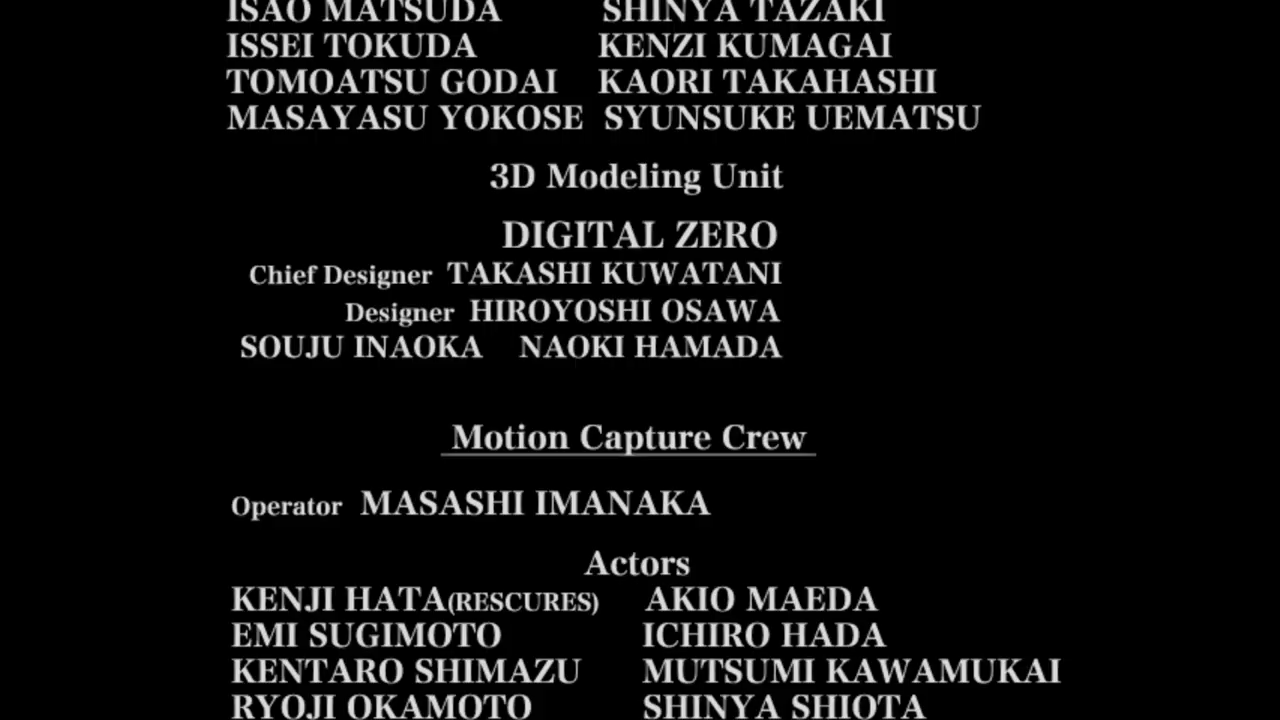 ISAO MATSUDA SHINYA TAZAKI
ISSEI TOKUDA KENZI KUMAGAI
TOMOATSU GODAI KAORI TAKAHASHI
MASAYASU YOKOSE SYUNSUKE UEMATSU
3D Modeling Unit
DIGITAL ZERO
Chief Designer TAKASHI KUWATANI
Designer HIROYOSHI OSAWA
SOUJU INAOKA NAOKI HAMADA
Motion Capture Crew
Operator MASASHI IMANAKA
Actors
KENJI HATA(RESCURES) AKIO MAEDA
EMI SUGIMOTO ICHIRO HADA
KENTARO SHIMAZU MUTSUMI KAWAMUKAI
RYOJI OKAMOTO SHINYA SHIOTA